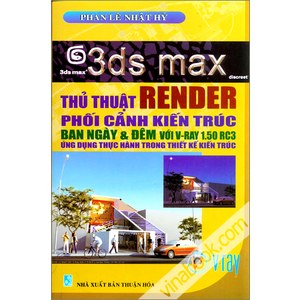 PHAN LÊ NHẬT HỶ
3ds max
3ds max
discreet
THỦ THUẬT RENDER
PHỐI CẢNH KIẾN TRÚC
BAN NGÀY & ĐÊM VỚI V-RAY 1.50 RC3
ỨNG DỤNG THỰC HÀNH TRONG THIẾT KẾ KIẾN TRÚC
v ray
vinabook.com
NHÀ XUẤT BẢN THUẬN HÓA